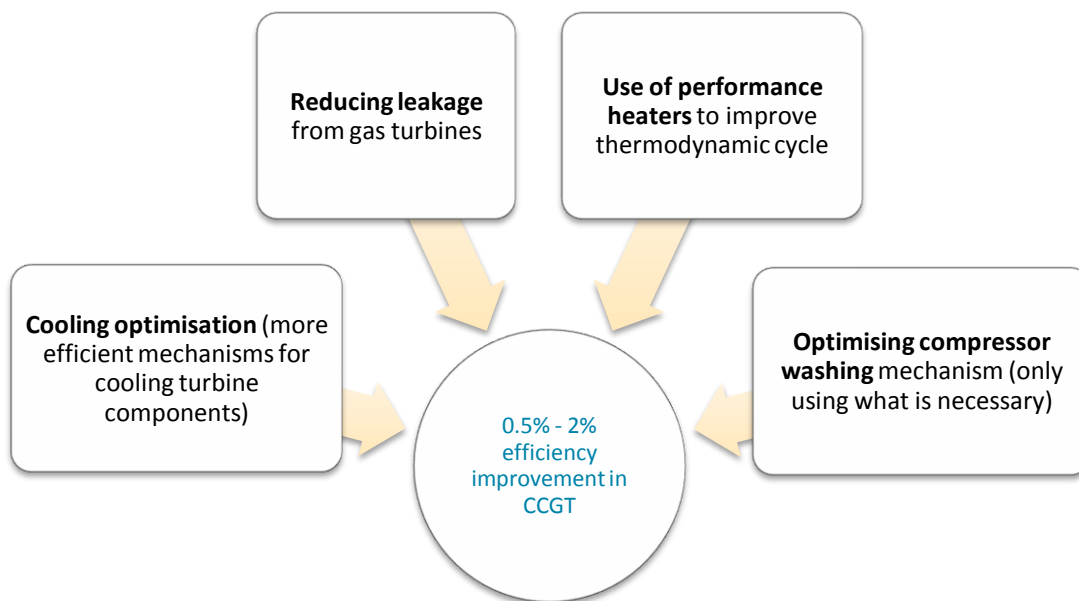 Reducing leakage
from gas turbines
Use of performance
heaters to improve
thermodynamic cycle
Cooling optimisation (more
efficient mechanisms for
cooling turbine
components)
Optimising compressor
washing mechanism (only
using what is necessary)
0.5% - 2%
efficiency
improvement in
CCGT